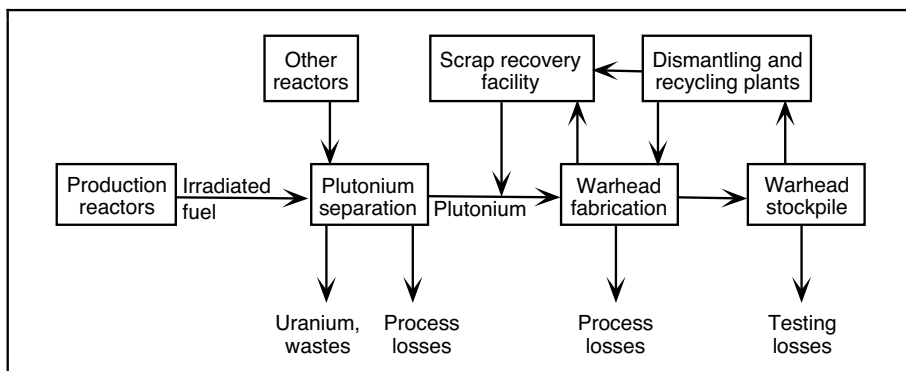 Other
reactors
Scrap recovery
facility
Dismantling and
recycling plants
Production
reactors
Irradiated
fuel
Plutonium
separation
Plutonium
Warhead
fabrication
Warhead
stockpile
Uranium,
wastes
Process
losses
Process
losses
Testing
losses